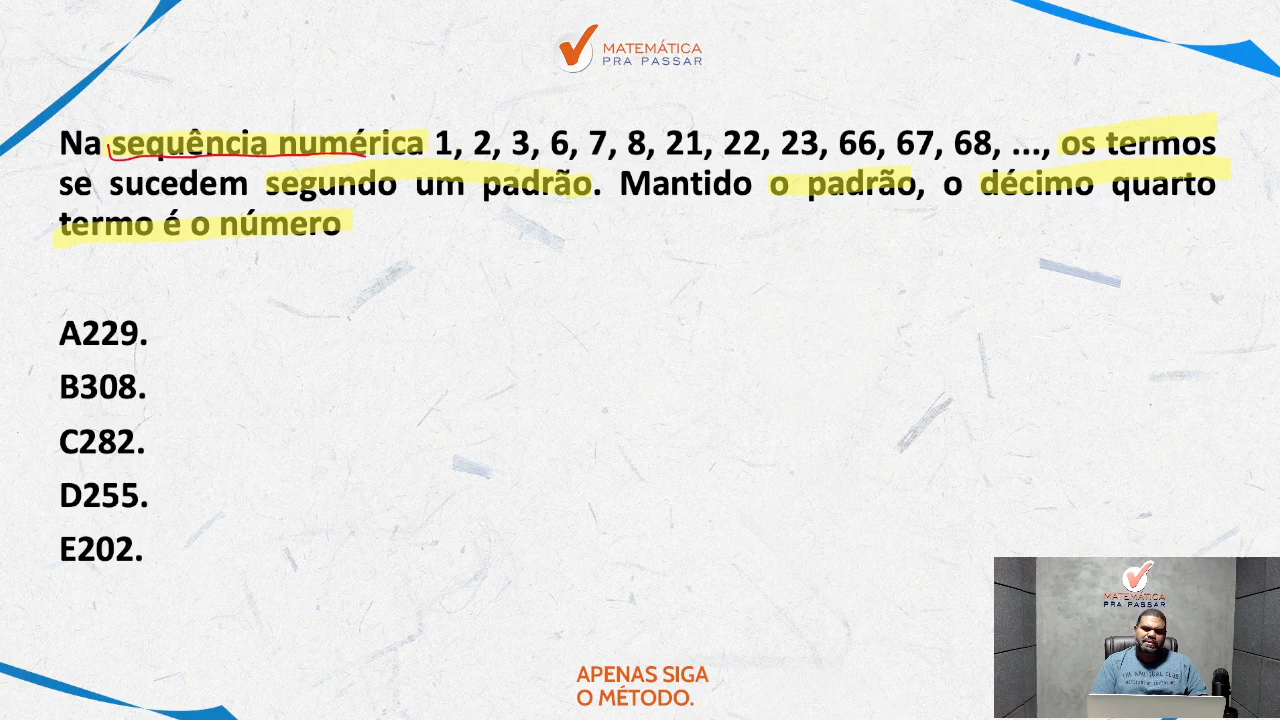 MATEMÁTICA
PRA PASSAR
Na sequência numérica 1, 2, 3, 6, 7, 8, 21, 22, 23, 66, 67, 68, ..., os termos
se sucedem segundo um padrão. Mantido o padrão, o décimo quarto
termo é o número
A229.
B308.
C282.
D255.
E202.
MATEMÁTICA
PRA PASSAR
APENAS SIGA
O MÉTODO.